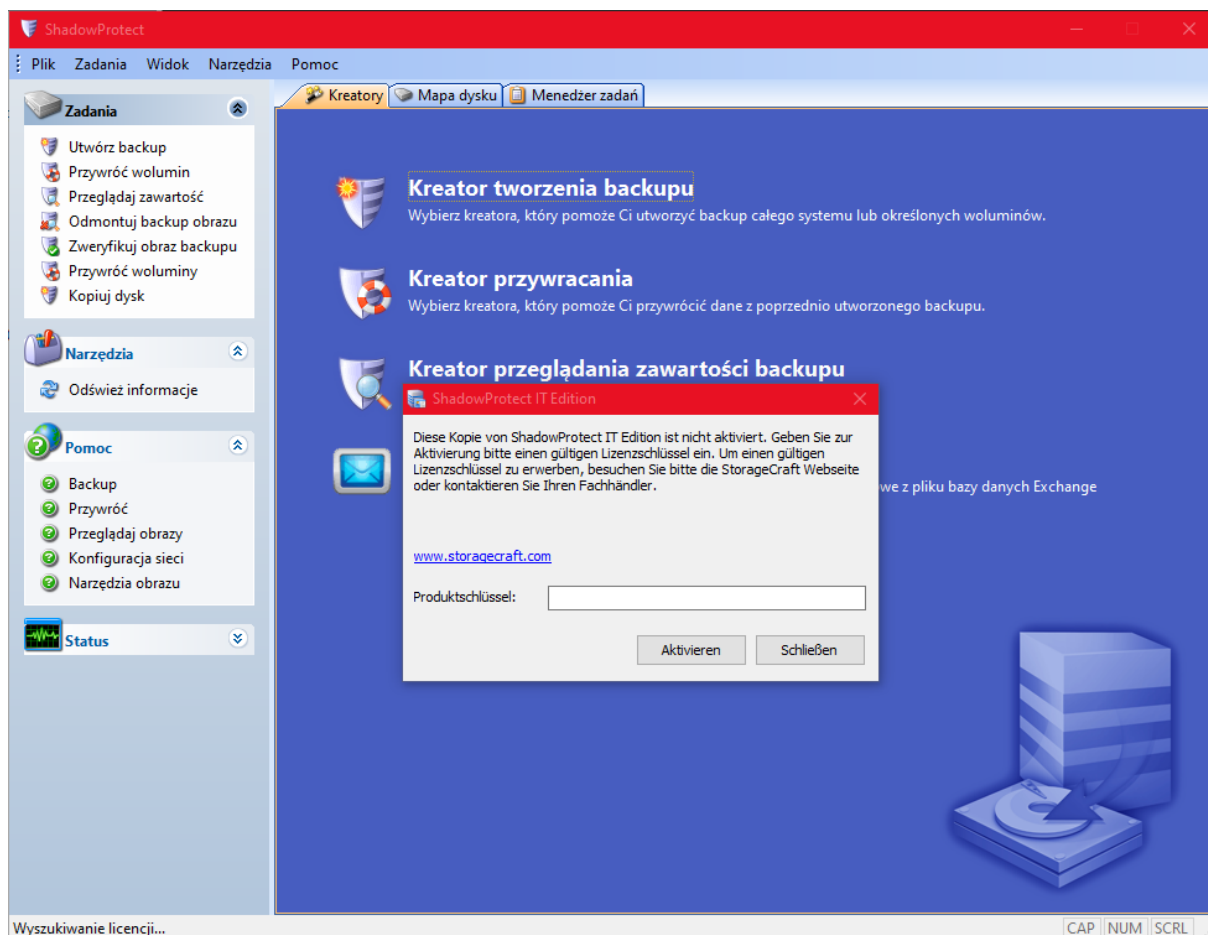 ShadowProtect
Plik Zadania Widok Narzędzia Pomoc
Zadania
Utwórz backup
Przywróć wolumin
Przeglądaj zawartość
Odmontuj backup obrazu
Zweryfikuj obraz backupu
Przywróć woluminy
Kopiuj dysk
Narzędzia
Odśwież informacje
Pomoc
Backup
Przywróć
Przeglądaj obrazy
Konfiguracja sieci
Narzędzia obrazu
Status
Kreatory Mapa dysku Menedżer zadań
Kreator tworzenia backupu
Wybierz kreatora, który pomoże Ci utworzyć backup całego systemu lub określonych woluminów.
Kreator przywracania
Wybierz kreatora, który pomoże Ci przywrócić dane z poprzednio utworzonego backupu.
Kreator przeglądania zawartości backupu
we z pliku bazy danych Exchange
ShadowProtect IT Edition
Diese Kopie von ShadowProtect IT Edition ist nicht aktiviert. Geben Sie zur
Aktivierung bitte einen gültigen Lizenzschlüssel ein. Um einen gültigen
Lizenzschlüssel zu erwerben, besuchen Sie bitte die StorageCraft Webseite
oder kontaktieren Sie Ihren Fachhändler.
www.storagecraft.com
Produktschlüssel:
Aktivieren Schließen
Wyszukiwanie licencji...
CAP NUM SCRL